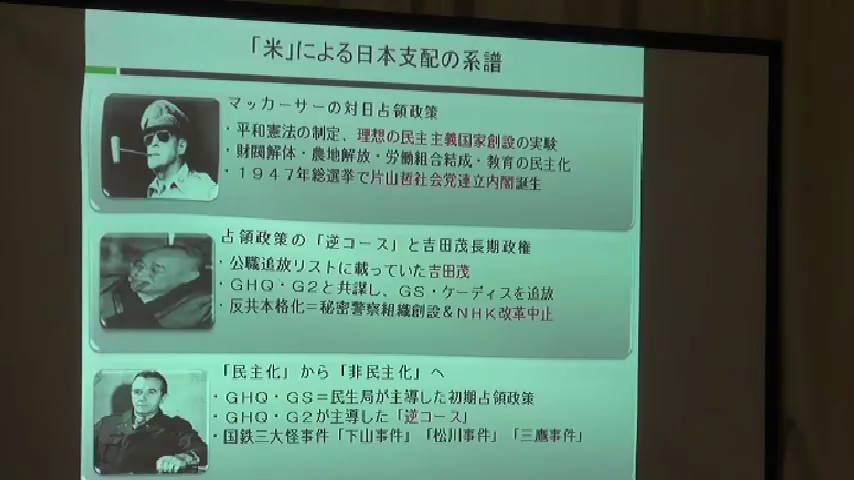 「米」による日本支配の系譜
マッカーサーの対日占領政策
・平和憲法の制定、理想の民主主義国家創設の実験
・財閥解体・農地解放・労働組合結成・教育の民主化
・1947年総選挙で片山哲社会党連立内閣誕生
占領政策の「逆コース」と吉田茂長期政権
・公職追放リストに載っていた吉田茂
・GHQ・G2と共謀し、GS・ケーディスを追放
・反共本格化=秘密警察組織創設&NHK改革中止
「民主化」から「非民主化」へ
・GHQ・GS=民生局が主導した初期占領政策
・GHQ・G2が主導した「逆コース」
・国鉄三大怪事件「下山事件」「松川事件」「三鷹事件」